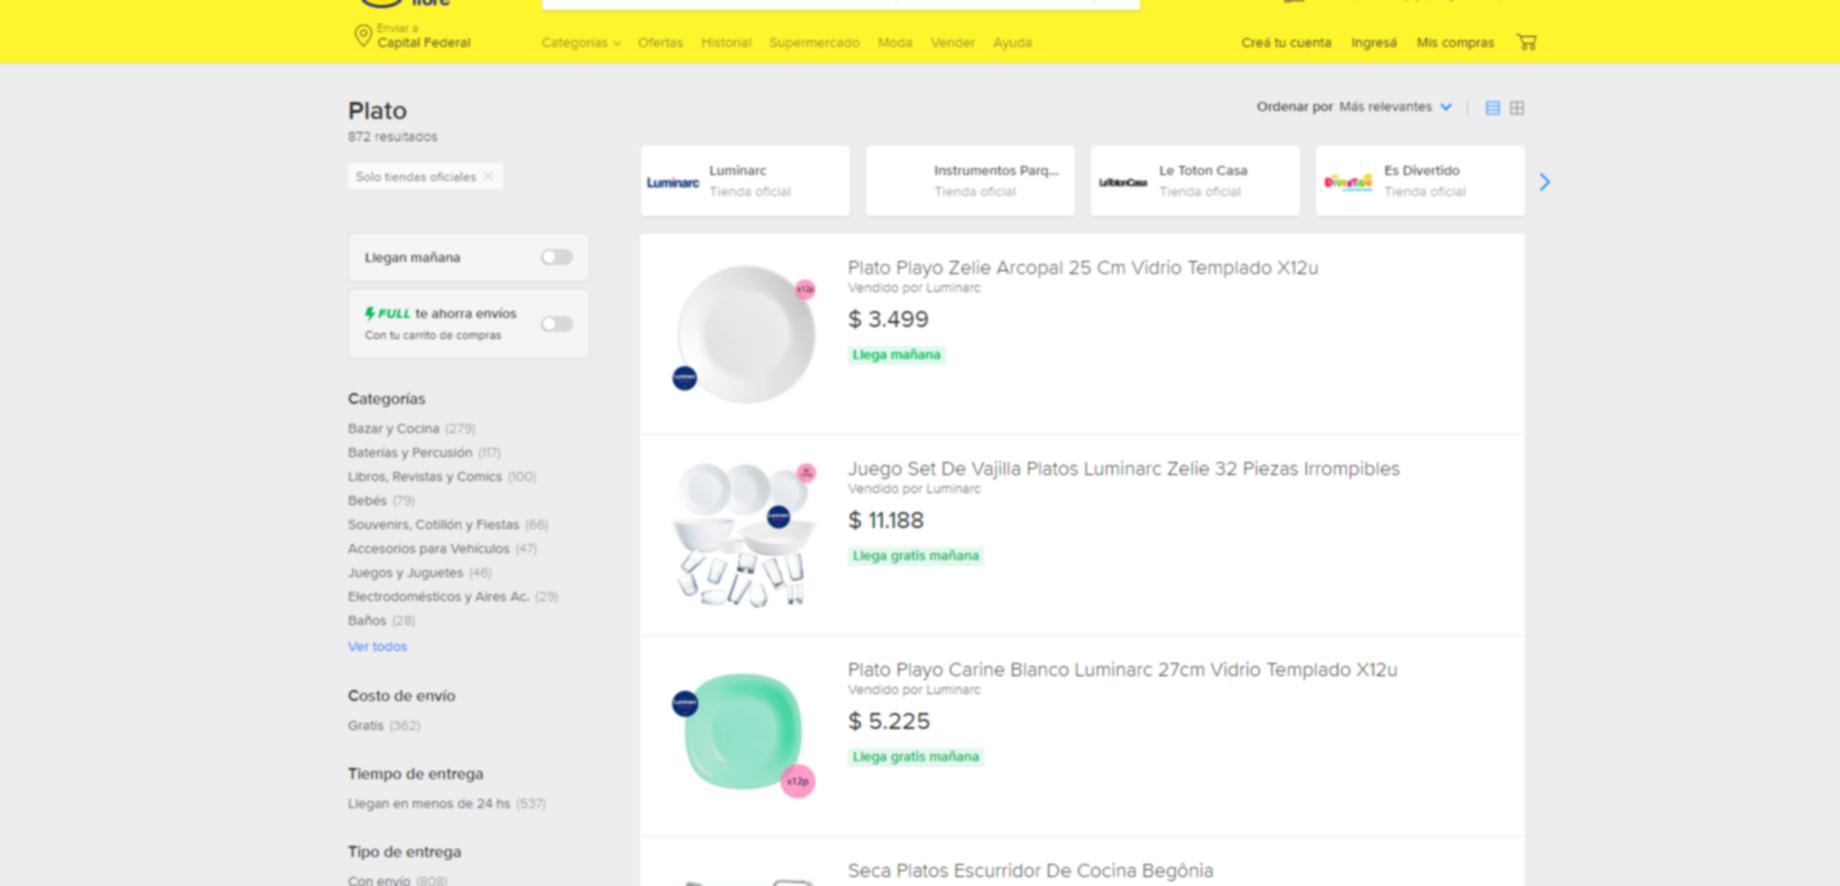 libre
Enviar a
Capital Federal
Categorías Ofertas Historial Supermercado Moda Vender Ayuda
Creá tu cuenta Ingresá Mis compras
Plato
872 resultados
Solo tiendas oficiales
Ordenar por Más relevantes
Luminarc
Luminarc
Tienda oficial
Instrumentos Parq...
Tienda oficial
LeTotonCasa
Le Toton Casa
Tienda oficial
Divertido
Es Divertido
Tienda oficial
Llegan mañana
FULL te ahorra envíos
Con tu carrito de compras
Categorías
Bazar y Cocina (279)
Baterías y Percusión (117)
Libros, Revistas y Comics (100)
Bebés (79)
Souvenirs, Cotillón y Fiestas (66)
Accesorios para Vehículos (47)
Juegos y Juguetes (46)
Electrodomésticos y Aires Ac. (29)
Baños (28)
Ver todos
Costo de envío
Gratis (362)
Tiempo de entrega
Llegan en menos de 24 hs (537)
Tipo de entrega
Con envío (808)
x12p
Luminarc
Plato Playo Zelie Arcopal 25 Cm Vidrio Templado X12u
Vendido por Luminarc
$ 3.499
Llega mañana
Luminarc
Juego Set De Vajilla Platos Luminarc Zelie 32 Piezas Irrompibles
Vendido por Luminarc
$ 11.188
Llega gratis mañana
Luminarc
x12p
Plato Playo Carine Blanco Luminarc 27cm Vidrio Templado X12u
Vendido por Luminarc
$ 5.225
Llega gratis mañana
Seca Platos Escurridor De Cocina Begônia